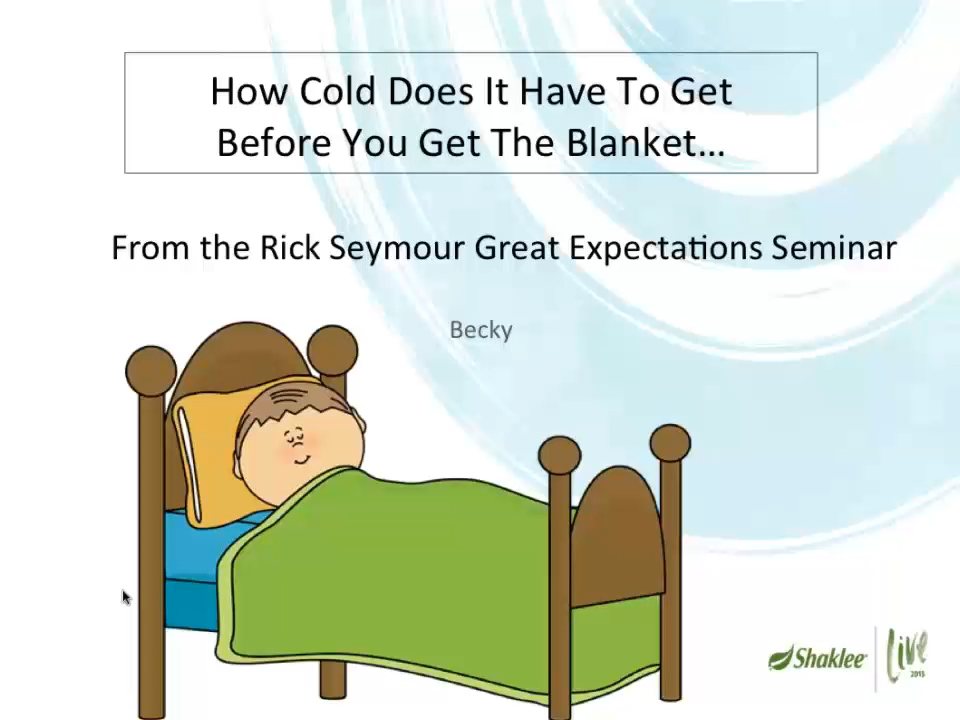 How Cold Does It Have To Get
Before You Get The Blanket…
From the Rick Seymour Great Expectations Seminar
Becky
Shaklee
Live
2015